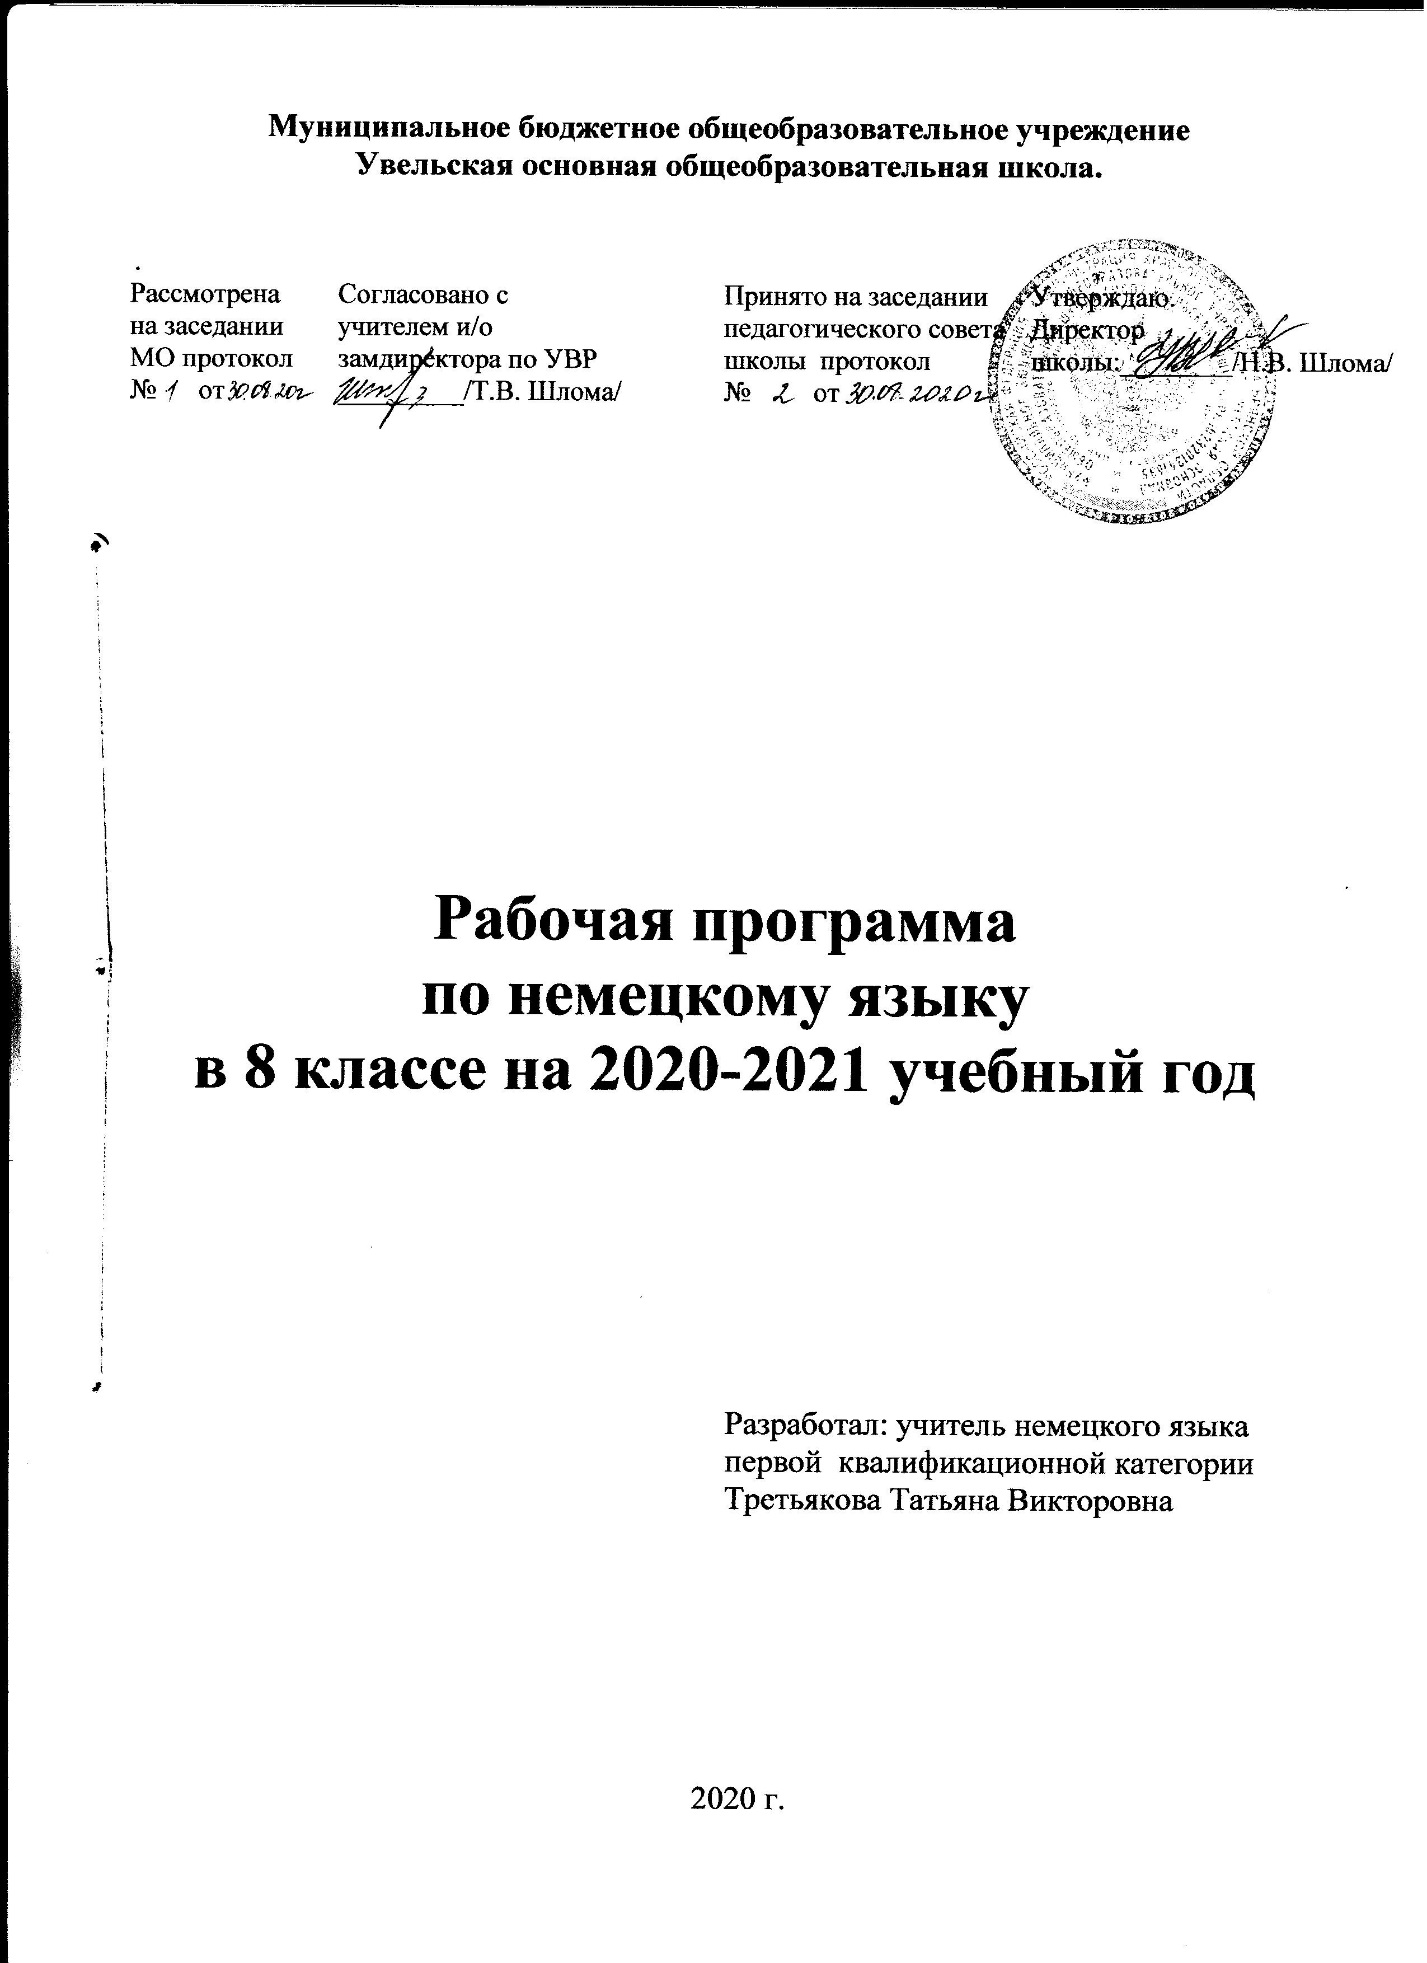 Муниципальное бюджетное общеобразовательное учреждение
Увельская основная общеобразовательная школа.
Рассмотрена
на заседании
МО протокол
№ 1 от 30.08.20г
Согласовано с
учителем и/о
замдиректора по УВР
/Т.В. Шлома/
Принято на заседании
педагогического совета
школы протокол
№ 2 от 30.08.2020г
Утверждаю.
Директор
школы: /Н.В. Шлома/
Рабочая программа
по немецкому языку
в 8 классе на 2020-2021 учебный год
Разработал: учитель немецкого языка
первой квалификационной категории
Третьякова Татьяна Викторовна
2020 г.